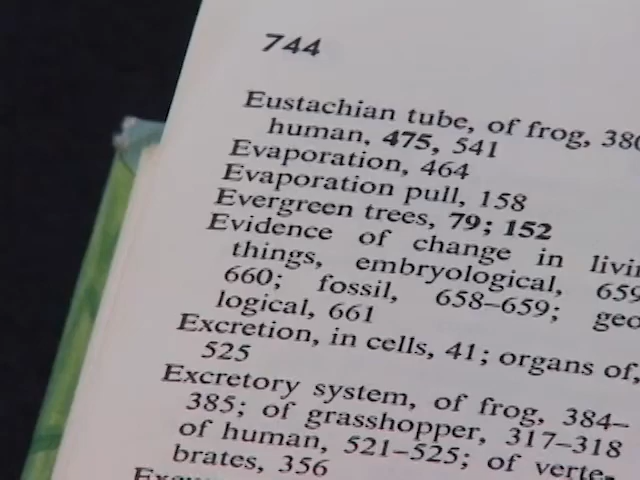 744
Eustachian tube, of frog, 380
human, 475, 541
Evaporation, 464
Evaporation pull, 158
Evergreen trees, 79; 152
Evidence of change in livin
things, embryological, 659
660; fossil, 658–659; geo
logical, 661
Excretion, in cells, 41; organs of,
525
Excretory system, of frog, 384–
385; of grasshopper, 317–318
of human, 521–525; of verte-
brates, 356